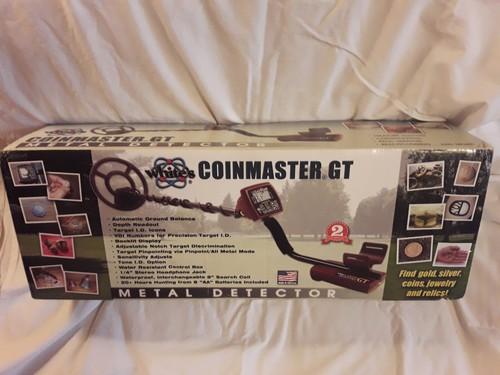 COINMASTER GT
METAL DETECTOR
White's
®
COINMASTER GT
• Automatic Ground Balance
• Depth Readout
• Target I.D. Icons
• VDI Numbers for Precision Target I.D.
• Backlit Display
• Adjustable Notch Target Discrimination
• Target Pinpointing via Pinpoint/All Metal Mode
• Sensitivity Adjusts
• Tone I.D. Option
• Water Resistant Control Box
• 1/4" Stereo Headphone Jack
• Waterproof, Interchangeable 9" Search Coil
• 20+ Hours Hunting from 8 "AA" Batteries Included
2
GT
Find gold, silver,
coins, jewelry
and relics!
METAL DETECTOR